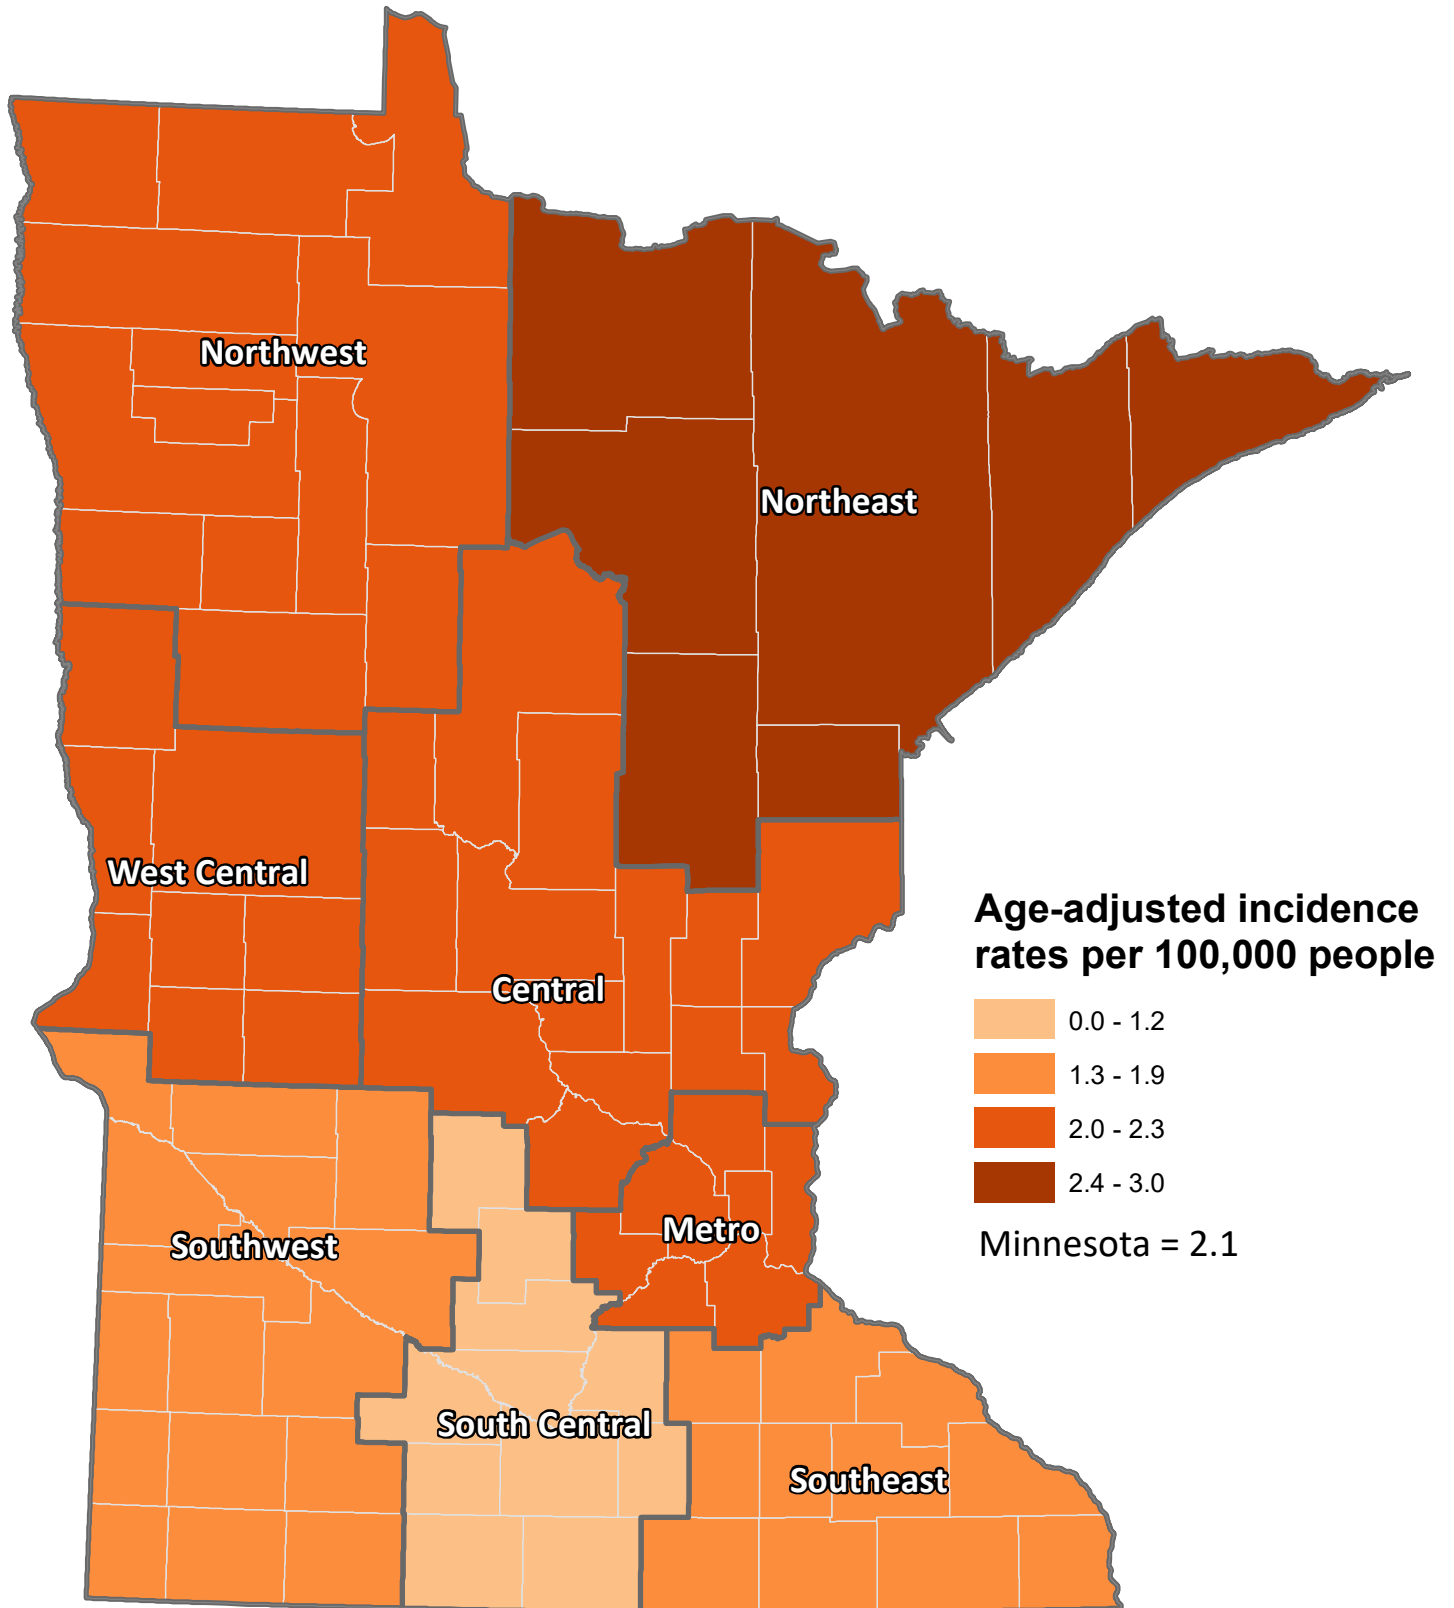 Northwest
Northeast
West Central
Age-adjusted incidence
rates per 100,000 people
Central
0.0 - 1.2
1.3 - 1.9
2.0 - 2.3
2.4 - 3.0
Metro
Southwest
Minnesota = 2.1
South Central
Southeast